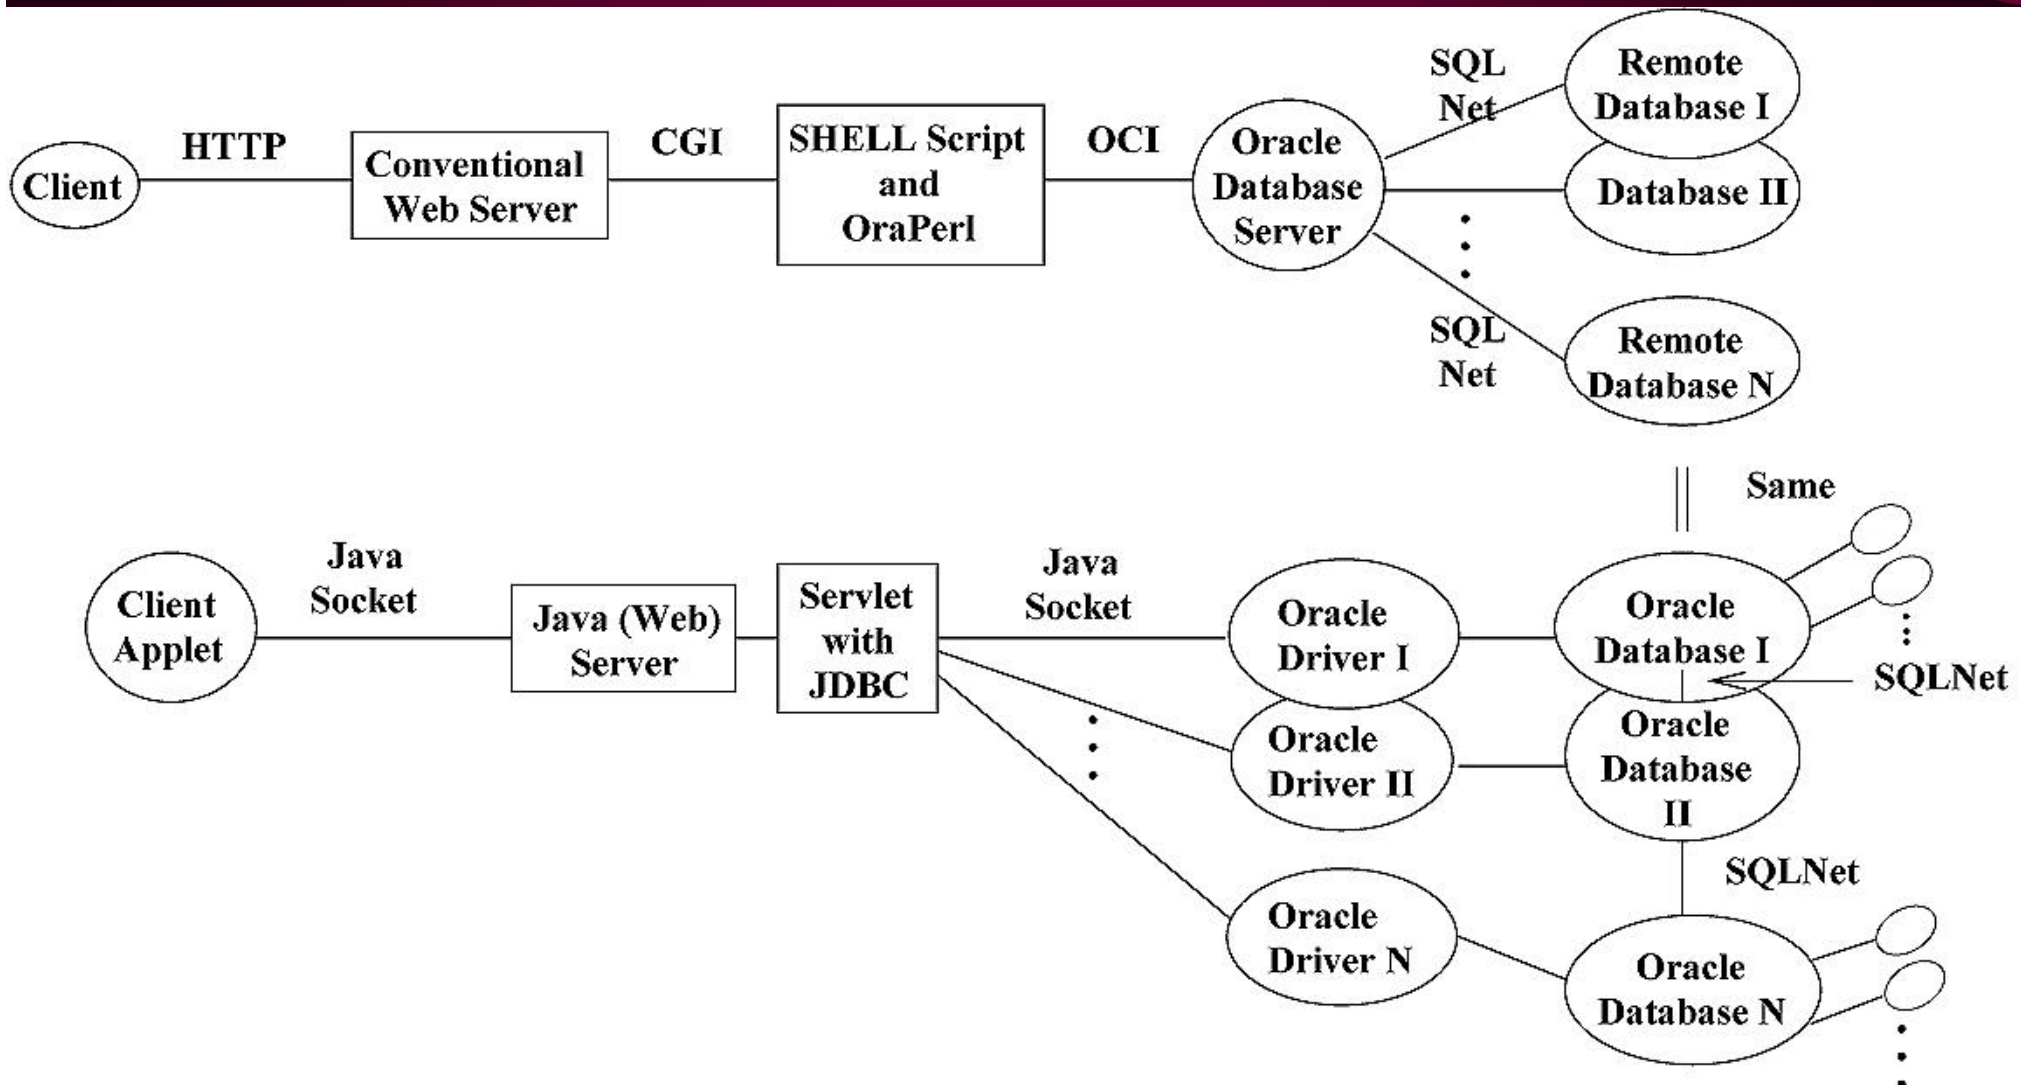 SQL
Net
Remote
Database I
HTTP
CGI
SHELL Script
and
OraPerl
OCI
Oracle
Database
Server
Client
Conventional
Web Server
Database II
SQL
Net
Remote
Database N
Same
Java
Socket
Java
Socket
Client
Applet
Java (Web)
Server
Servlet
with
JDBC
Oracle
Driver I
Oracle
Database I
SQLNet
Oracle
Driver II
Oracle
Database
II
SQLNet
Oracle
Driver N
Oracle
Database N